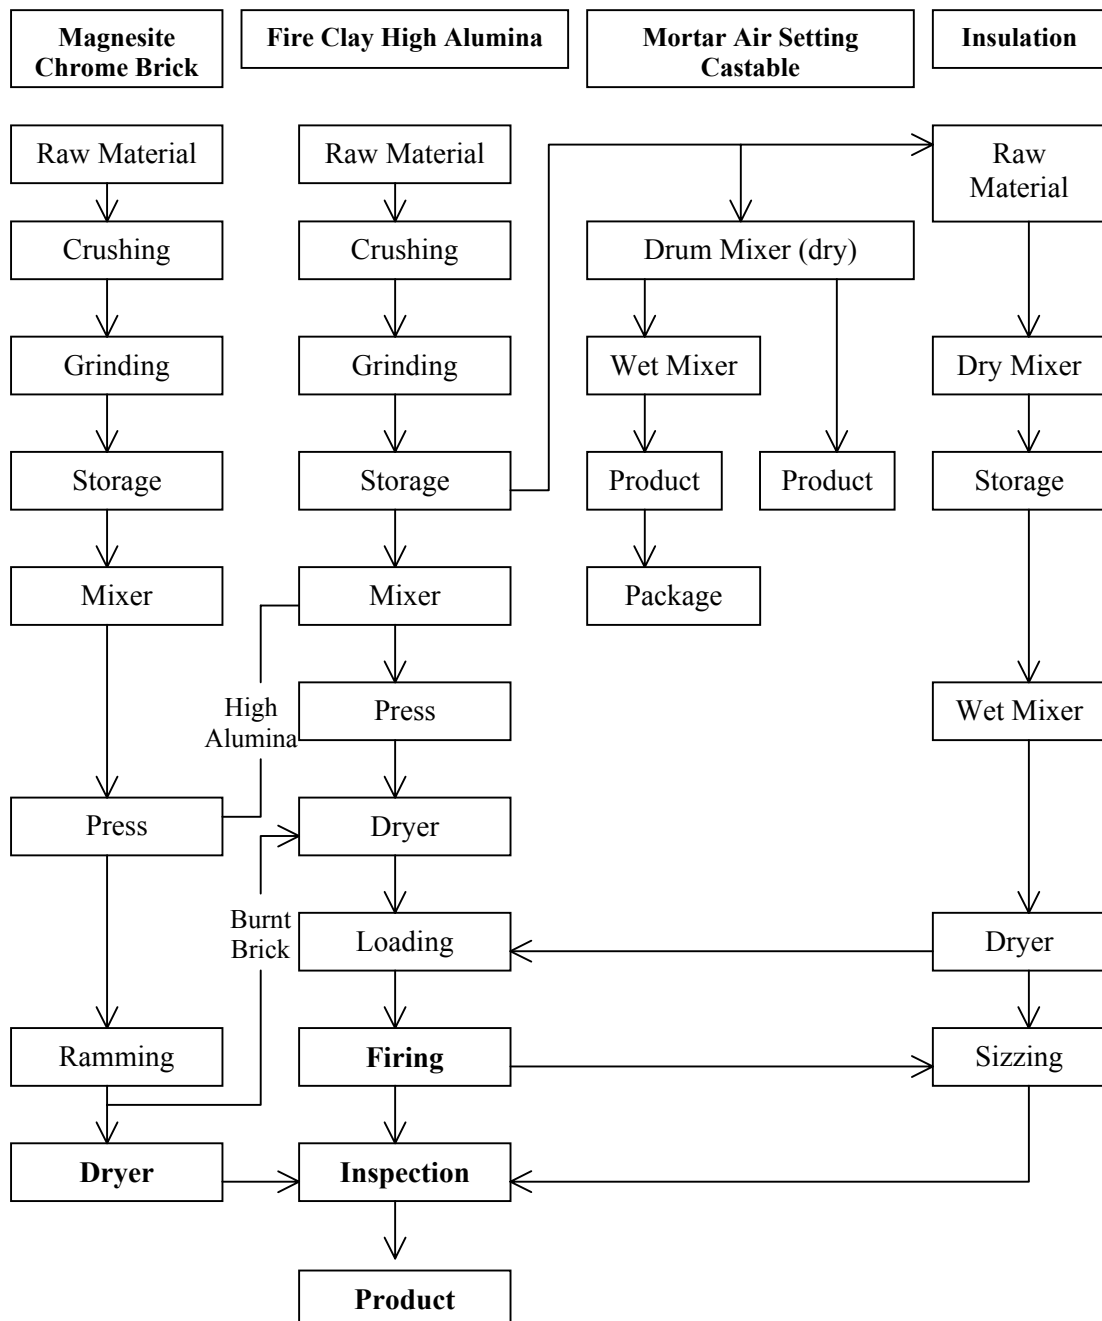 Magnesite
Chrome Brick
Fire Clay High Alumina
Mortar Air Setting
Castable
Insulation
Raw Material
Raw Material
Raw
Material
Crushing
Crushing
Drum Mixer (dry)
Grinding
Grinding
Wet Mixer
Dry Mixer
Storage
Storage
Product
Product
Storage
Mixer
Mixer
Package
High
Alumina
Press
Wet Mixer
Press
Dryer
Burnt
Brick
Loading
Dryer
Ramming
Firing
Sizzing
Dryer
Inspection
Product